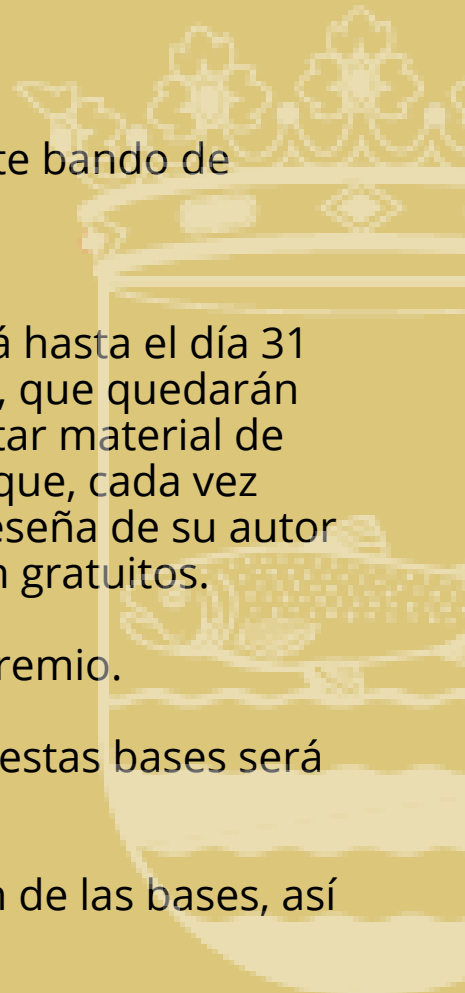 te bando de
á hasta el día 31
, que quedarán
tar material de
que, cada vez
eseña de su autor
n gratuitos.
remio.
estas bases será
n de las bases, así